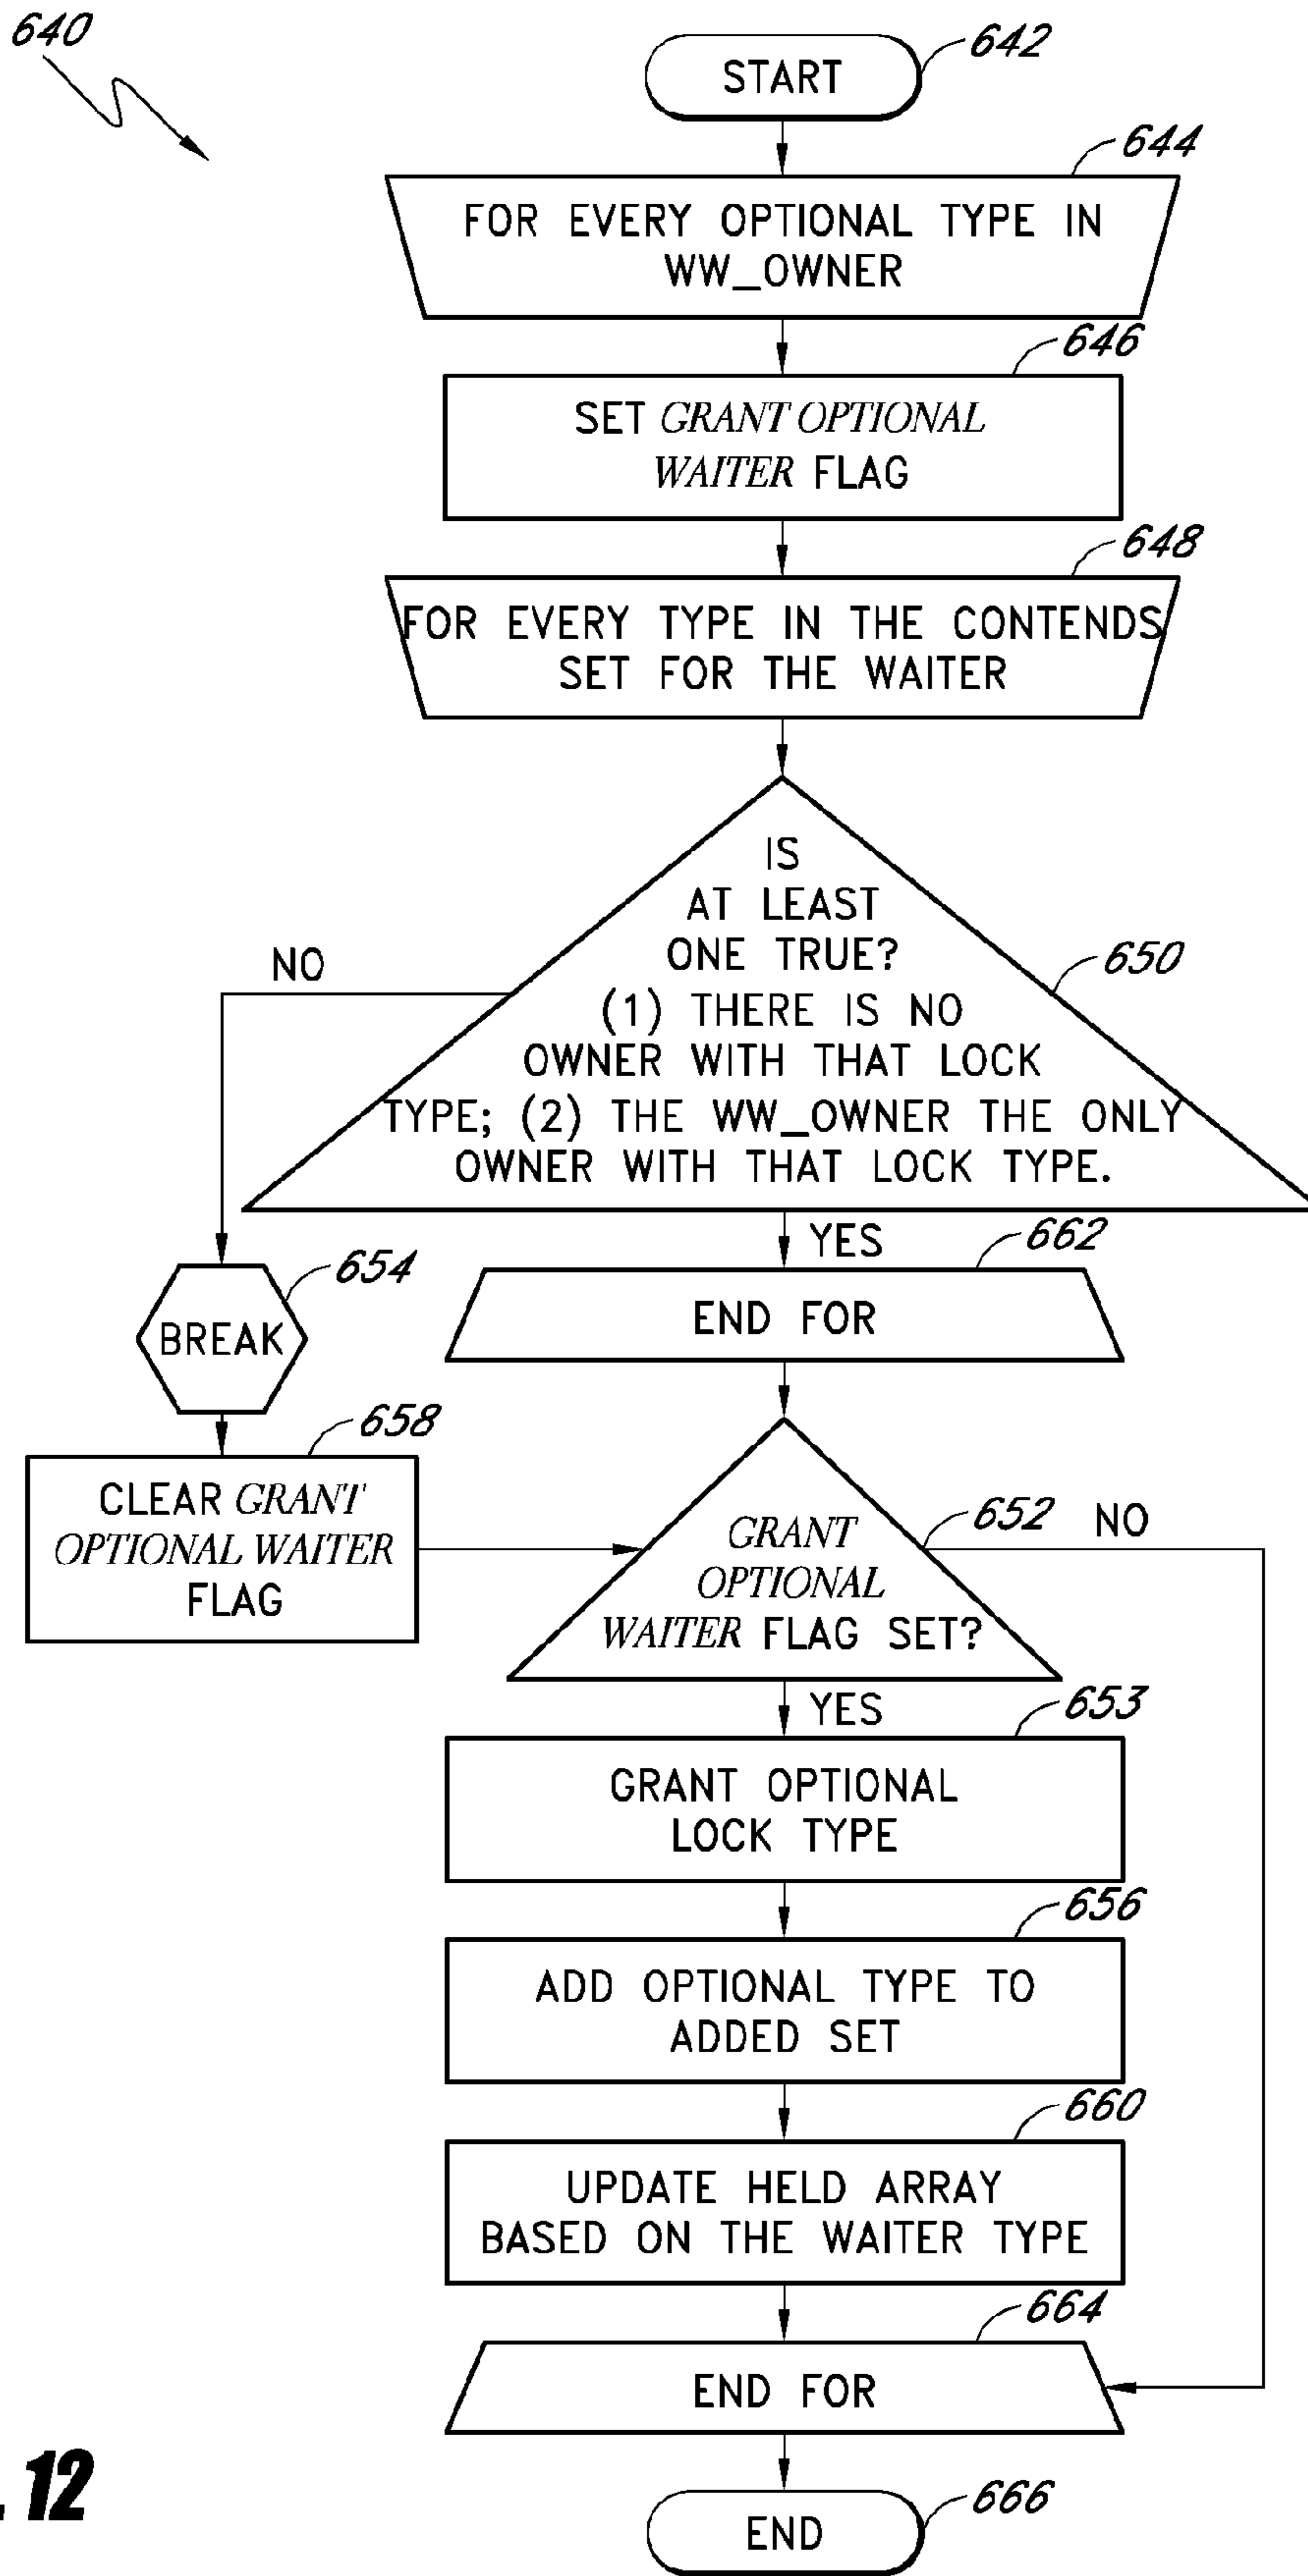 640
START
642
644
FOR EVERY OPTIONAL TYPE IN
WW_OWNER
646
SET GRANT OPTIONAL
WAITER FLAG
648
FOR EVERY TYPE IN THE CONTENDS
SET FOR THE WAITER
IS
AT LEAST
ONE TRUE?
(1) THERE IS NO
OWNER WITH THAT LOCK
TYPE; (2) THE WW_OWNER THE ONLY
OWNER WITH THAT LOCK TYPE.
650
NO
YES
662
654
BREAK
END FOR
658
CLEAR GRANT
OPTIONAL WAITER
FLAG
GRANT
OPTIONAL
WAITER FLAG SET?
652
NO
YES
653
GRANT OPTIONAL
LOCK TYPE
656
ADD OPTIONAL TYPE TO
ADDED SET
660
UPDATE HELD ARRAY
BASED ON THE WAITER TYPE
664
END FOR
. 12
666
END